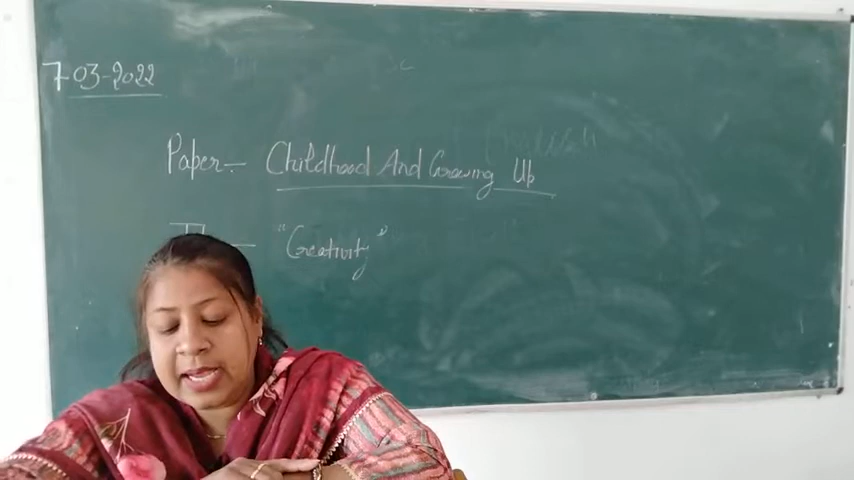 7-03-2022
Paper:- Childhood And Growing Up
"Creativity"